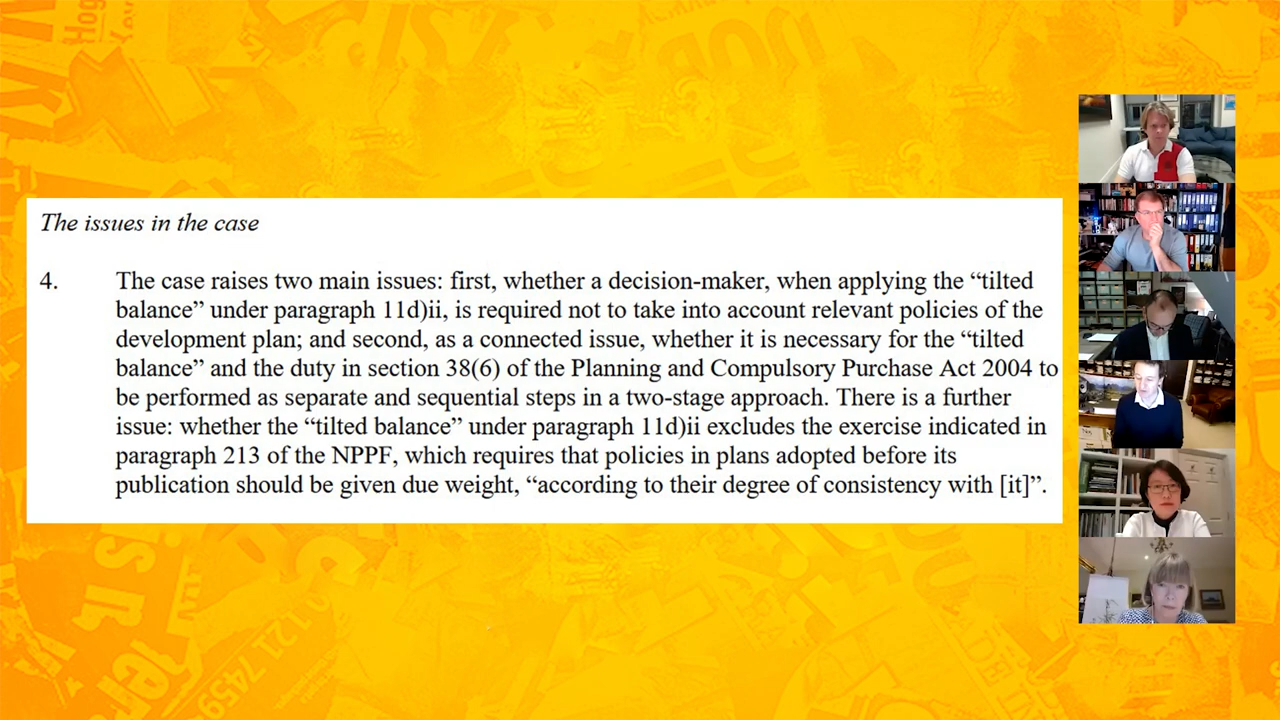 The issues in the case
4. The case raises two main issues: first, whether a decision-maker, when applying the “tilted
balance” under paragraph 11d)ii, is required not to take into account relevant policies of the
development plan; and second, as a connected issue, whether it is necessary for the “tilted
balance” and the duty in section 38(6) of the Planning and Compulsory Purchase Act 2004 to
be performed as separate and sequential steps in a two-stage approach. There is a further
issue: whether the “tilted balance” under paragraph 11d)ii excludes the exercise indicated in
paragraph 213 of the NPPF, which requires that policies in plans adopted before its
publication should be given due weight, “according to their degree of consistency with [it]”.